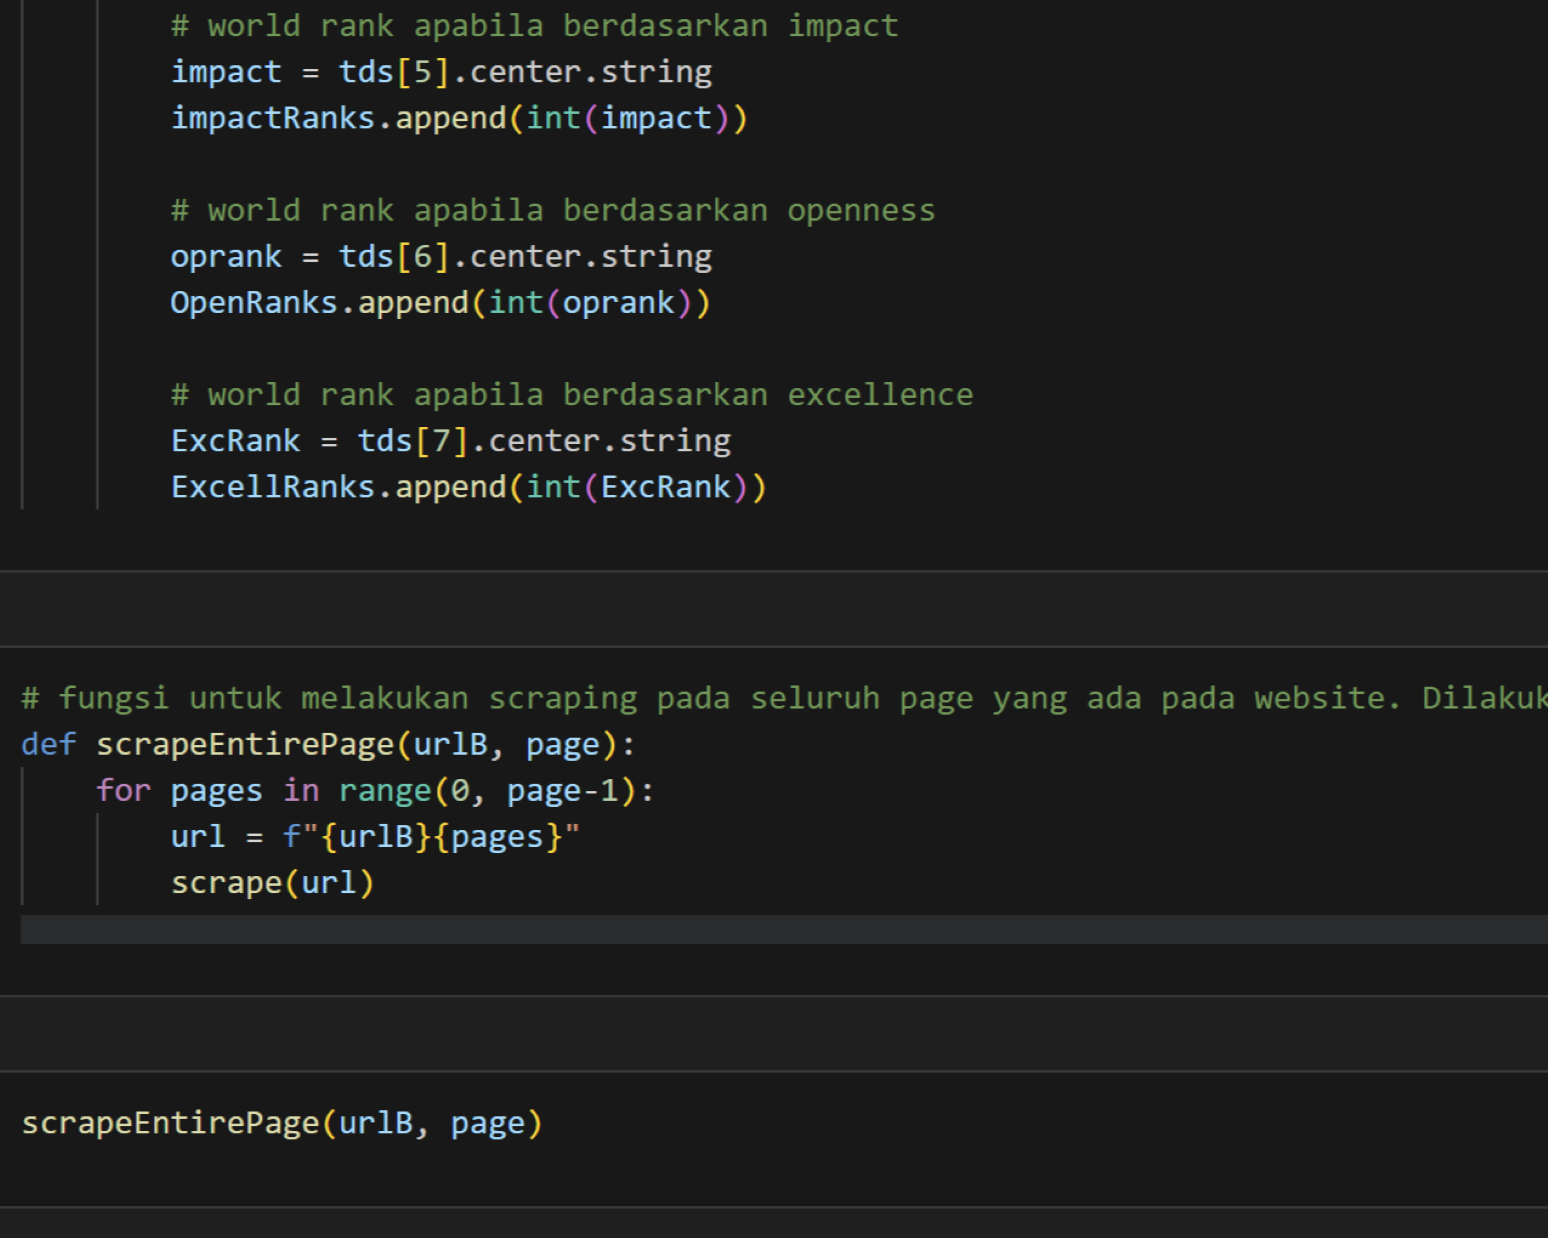 # world rank apabila berdasarkan impact
impact = tds[5].center.string
impactRanks.append(int(impact))
# world rank apabila berdasarkan openness
oprank = tds[6].center.string
OpenRanks.append(int(oprank))
# world rank apabila berdasarkan excellence
ExcRank = tds[7].center.string
ExcellRanks.append(int(ExcRank))
# fungsi untuk melakukan scraping pada seluruh page yang ada pada website. Dilakuk
def scrapeEntirePage(urlB, page):
for pages in range(0, page-1):
url = f"{urlB}{pages}"
scrape(url)
scrapeEntirePage(urlB, page)